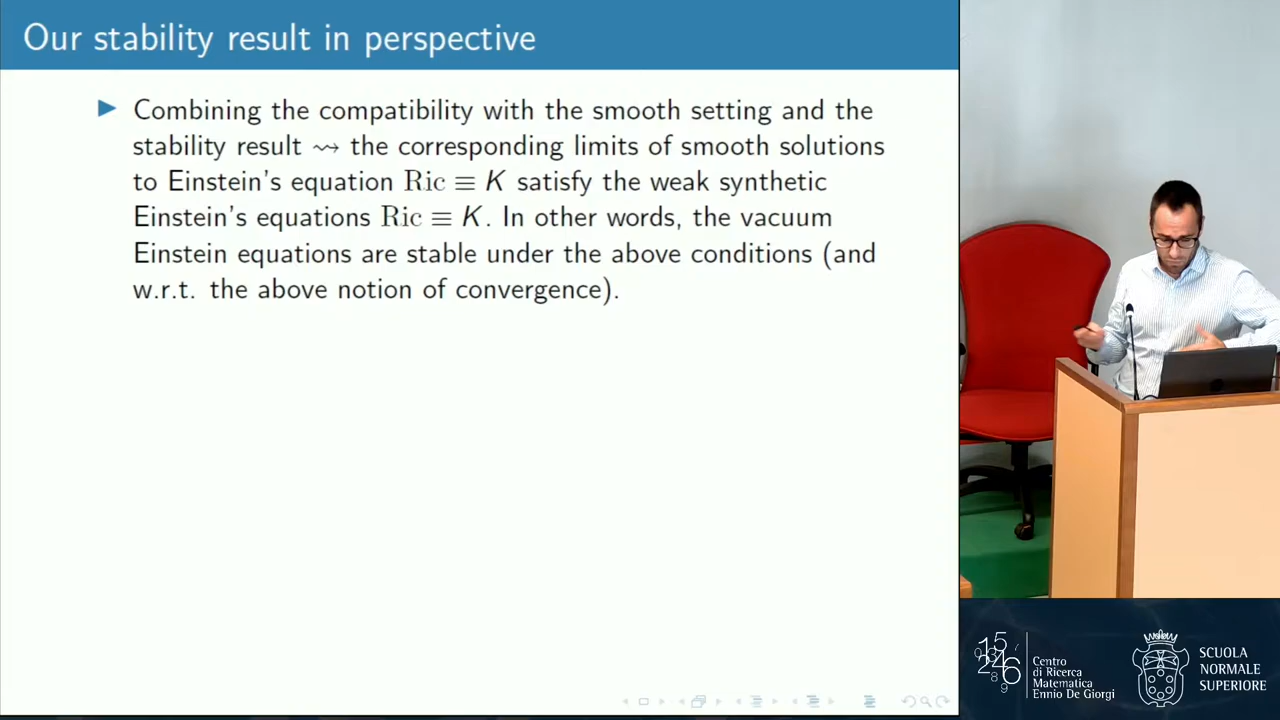 Our stability result in perspective
Combining the compatibility with the smooth setting and the
stability result ⇝ the corresponding limits of smooth solutions
to Einstein's equation Ric ≡ K satisfy the weak synthetic
Einstein's equations Ric ≡ K. In other words, the vacuum
Einstein equations are stable under the above conditions (and
w.r.t. the above notion of convergence).
Centro
di Ricerca
Matematica
Ennio De Giorgi
SCUOLA
NORMALE
SUPERIORE